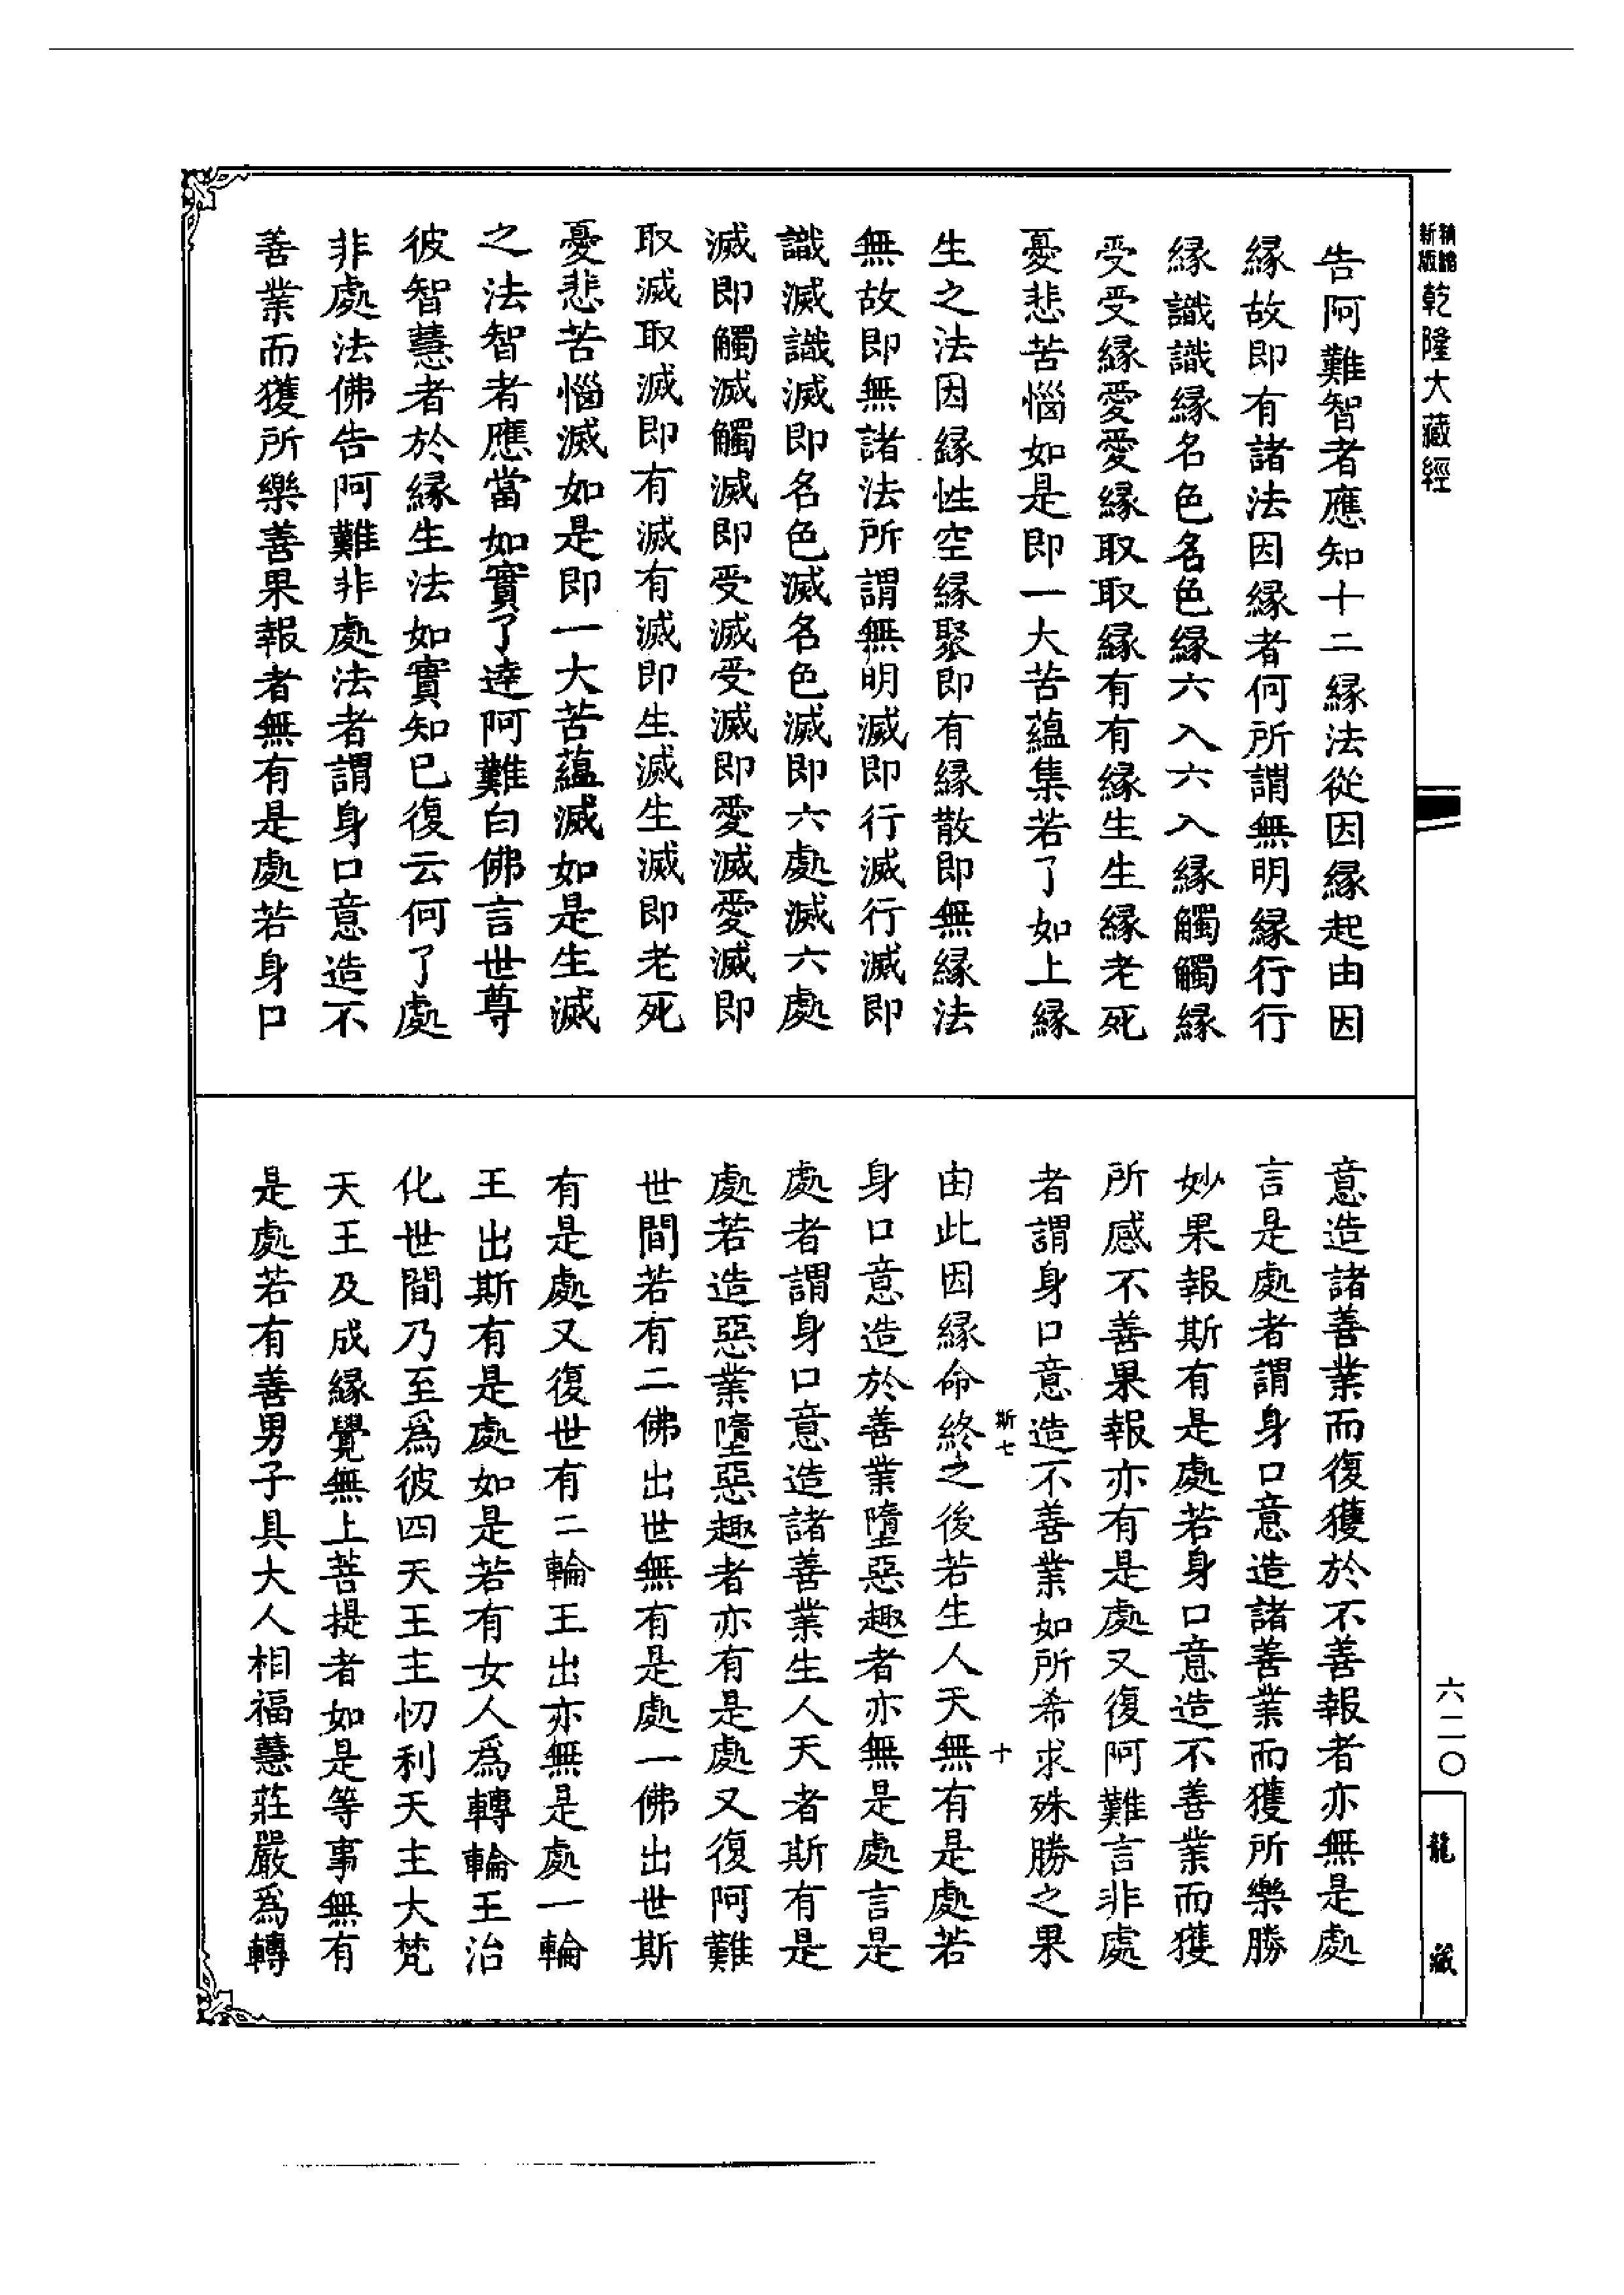 精縮新版乾隆大藏經
告阿難智者應知十二緣法從因緣起由因
緣故即有諸法因緣者何所謂無明緣行行
緣識識緣名色名色緣六入六入緣觸觸緣
受受緣愛愛緣取取緣有有緣生生緣老死
憂悲苦惱如是即一大苦蘊集若了如上緣
生之法因緣性空緣聚即有緣散即無緣法
無故即無諸法所謂無明滅即行滅行滅即
識滅識滅即名色滅名色滅即六處滅六處
滅即觸滅觸滅即受滅受滅即愛滅愛滅即
取滅取滅即有滅有滅即生滅生滅即老死
憂悲苦惱滅如是即一大苦蘊滅如是生滅
之法智者應當如實了達阿難白佛言世尊
彼智慧者於緣生法如實知已復云何了處
非處法佛告阿難非處法者謂身口意造不
善業而獲所樂善果報者無有是處若身口
意造諸善業而復獲於不善報者亦無是處
言是處者謂身口意造諸善業而獲所樂勝
妙果報斯有是處若身口意造不善業而獲
所感不善果報亦有是處又復阿難言非處
者謂身口意造不善業如所希求殊勝之果
斯七
十
由此因緣命終之後若生人天無有是處若
身口意造於善業墮惡趣者亦無是處言是
處者謂身口意造諸善業生人天者斯有是
處若造惡業墮惡趣者亦有是處又復阿難
世間若有二佛出世無有是處一佛出世斯
有是處又復世有二輪王出亦無是處一輪
王出斯有是處如是若有女人為轉輪王治
化世間乃至為彼四天王主忉利天主大梵
天王及成緣覺無上菩提者如是等事無有
是處若有善男子具大人相福慧莊嚴為轉
六二〇
龍藏